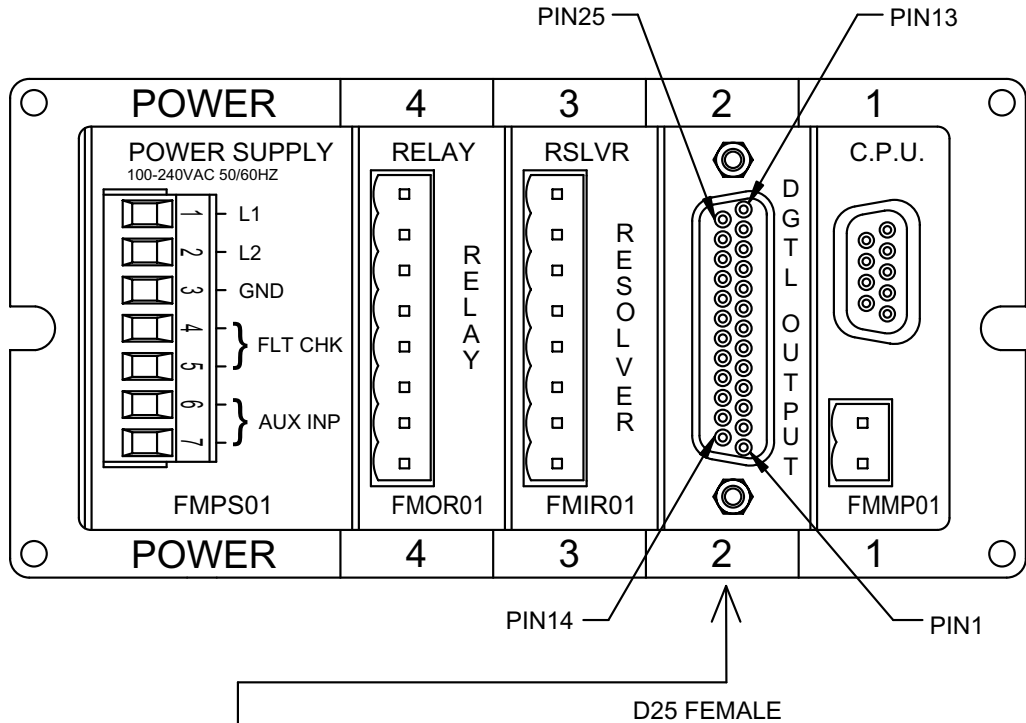 PIN25 PIN13
POWER 4 3 2 1
POWER SUPPLY
100-240VAC 50/60HZ
1 L1
2 L2
3 GND
4
5
FLT CHK
6
7
AUX INP
FMPS01
RELAY
RELAY
FMOR01
RSLVR
RESOLVER
FMIR01
DGTL OUTPUT
C.P.U.
FMMP01
POWER 4 3 2 1
PIN14 PIN1
D25 FEMALE